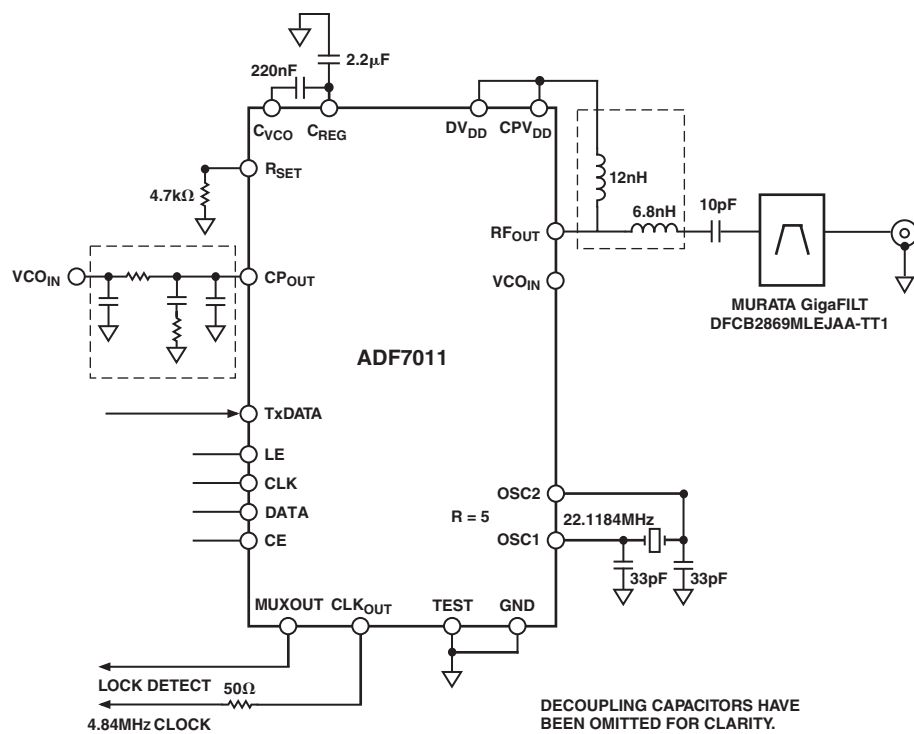 2.2μF
220nF
CVCO
CREG
DVDD
CPVDD
RSET
4.7kΩ
12nH
6.8nH
10pF
RFOUT
VCOIN
CPOUT
VCOIN
MURATA GigaFILT
DFCB2869MLEJAA-TT1
ADF7011
TxDATA
LE
CLK
DATA
CE
OSC2
R = 5
22.1184MHz
OSC1
33pF
33pF
MUXOUT
CLKOUT
TEST
GND
LOCK DETECT
50Ω
4.84MHz CLOCK
DECOUPLING CAPACITORS HAVE
BEEN OMITTED FOR CLARITY.